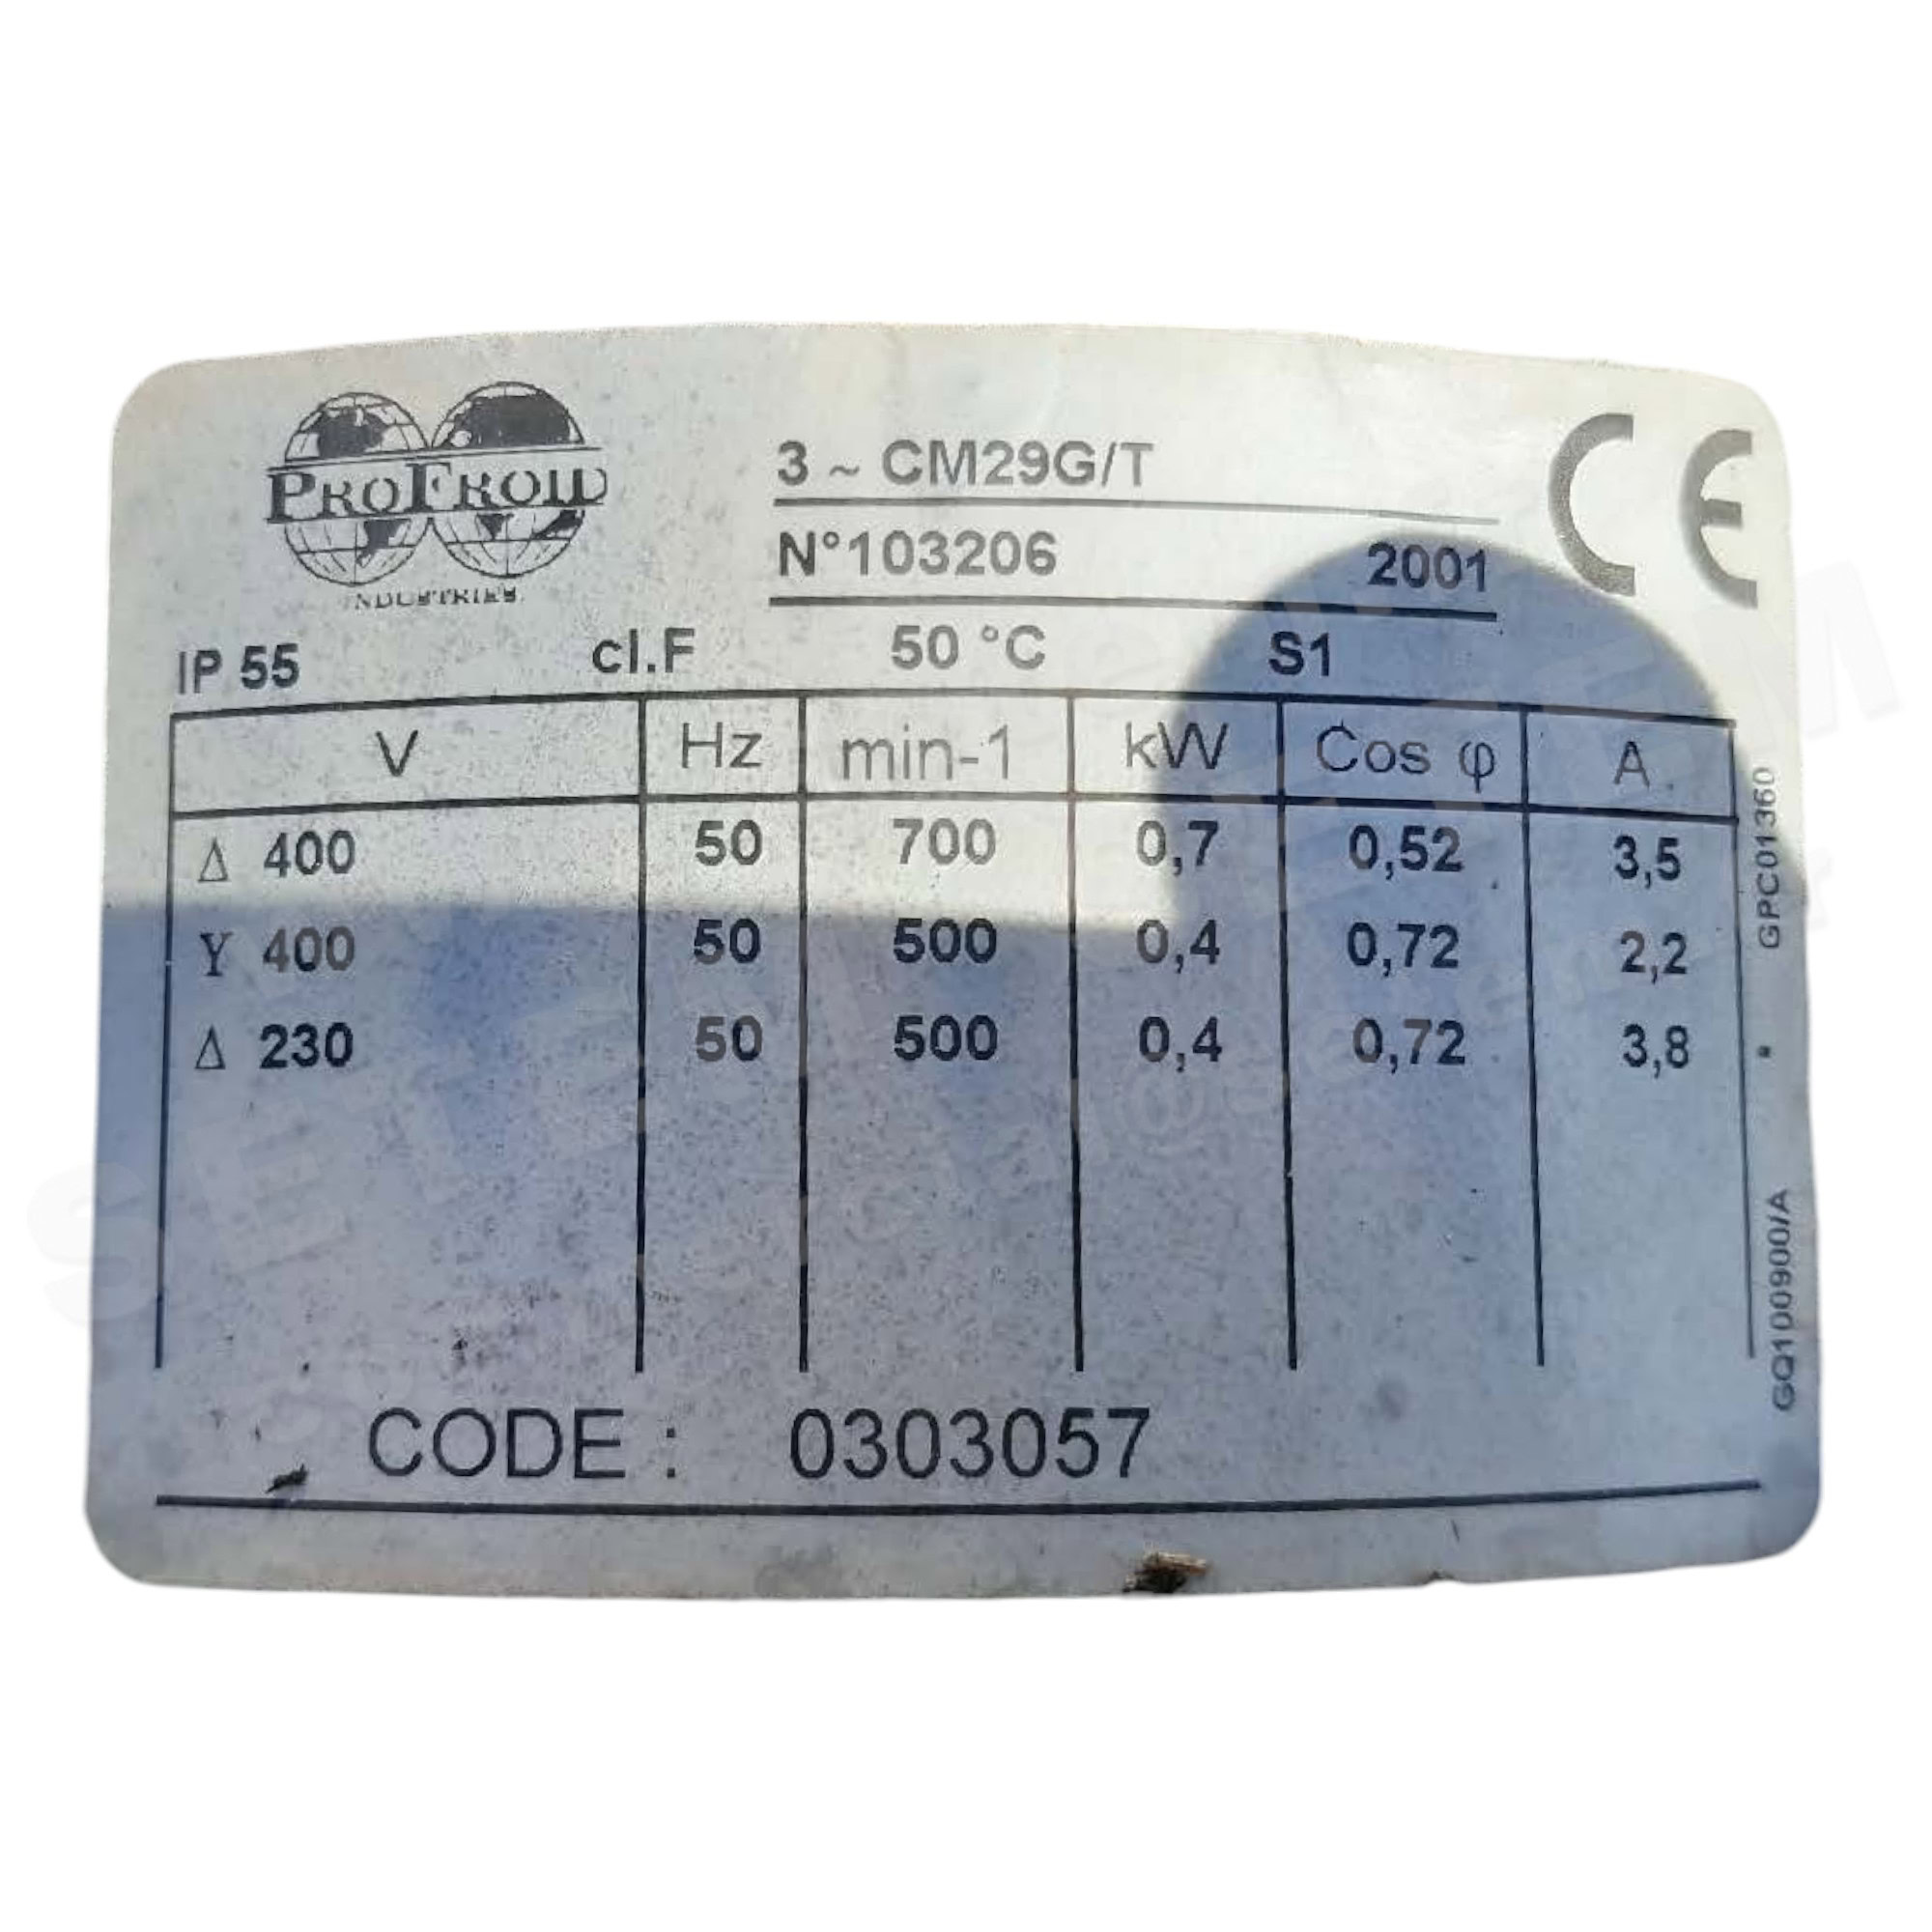 PROFROID
INDUSTRIES
3 ~ CM29G/T
N°103206 2001
CE
IP 55 cl.F 50 °C S1
V Hz min-1 kW Cos φ A
Δ 400 50 700 0,7 0,52 3,5
Y 400 50 500 0,4 0,72 2,2
Δ 230 50 500 0,4 0,72 3,8
GPC01360
GQ100900/A
CODE : 0303057